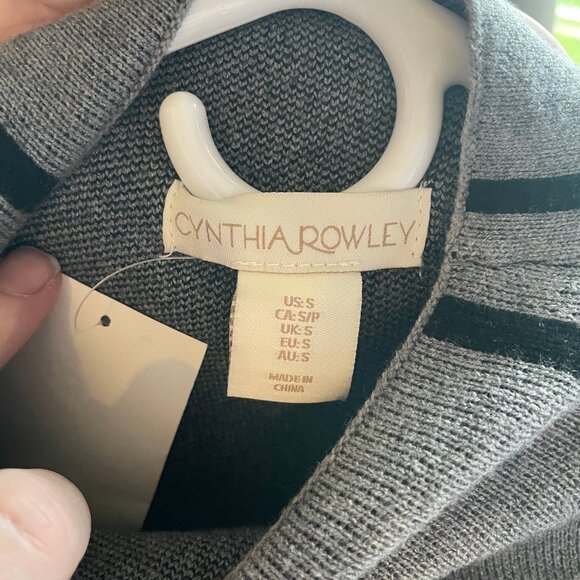 CYNTHIA ROWLEY
US: S
CA: S/P
UK: S
EU: S
AU: S
MADE IN
CHINA